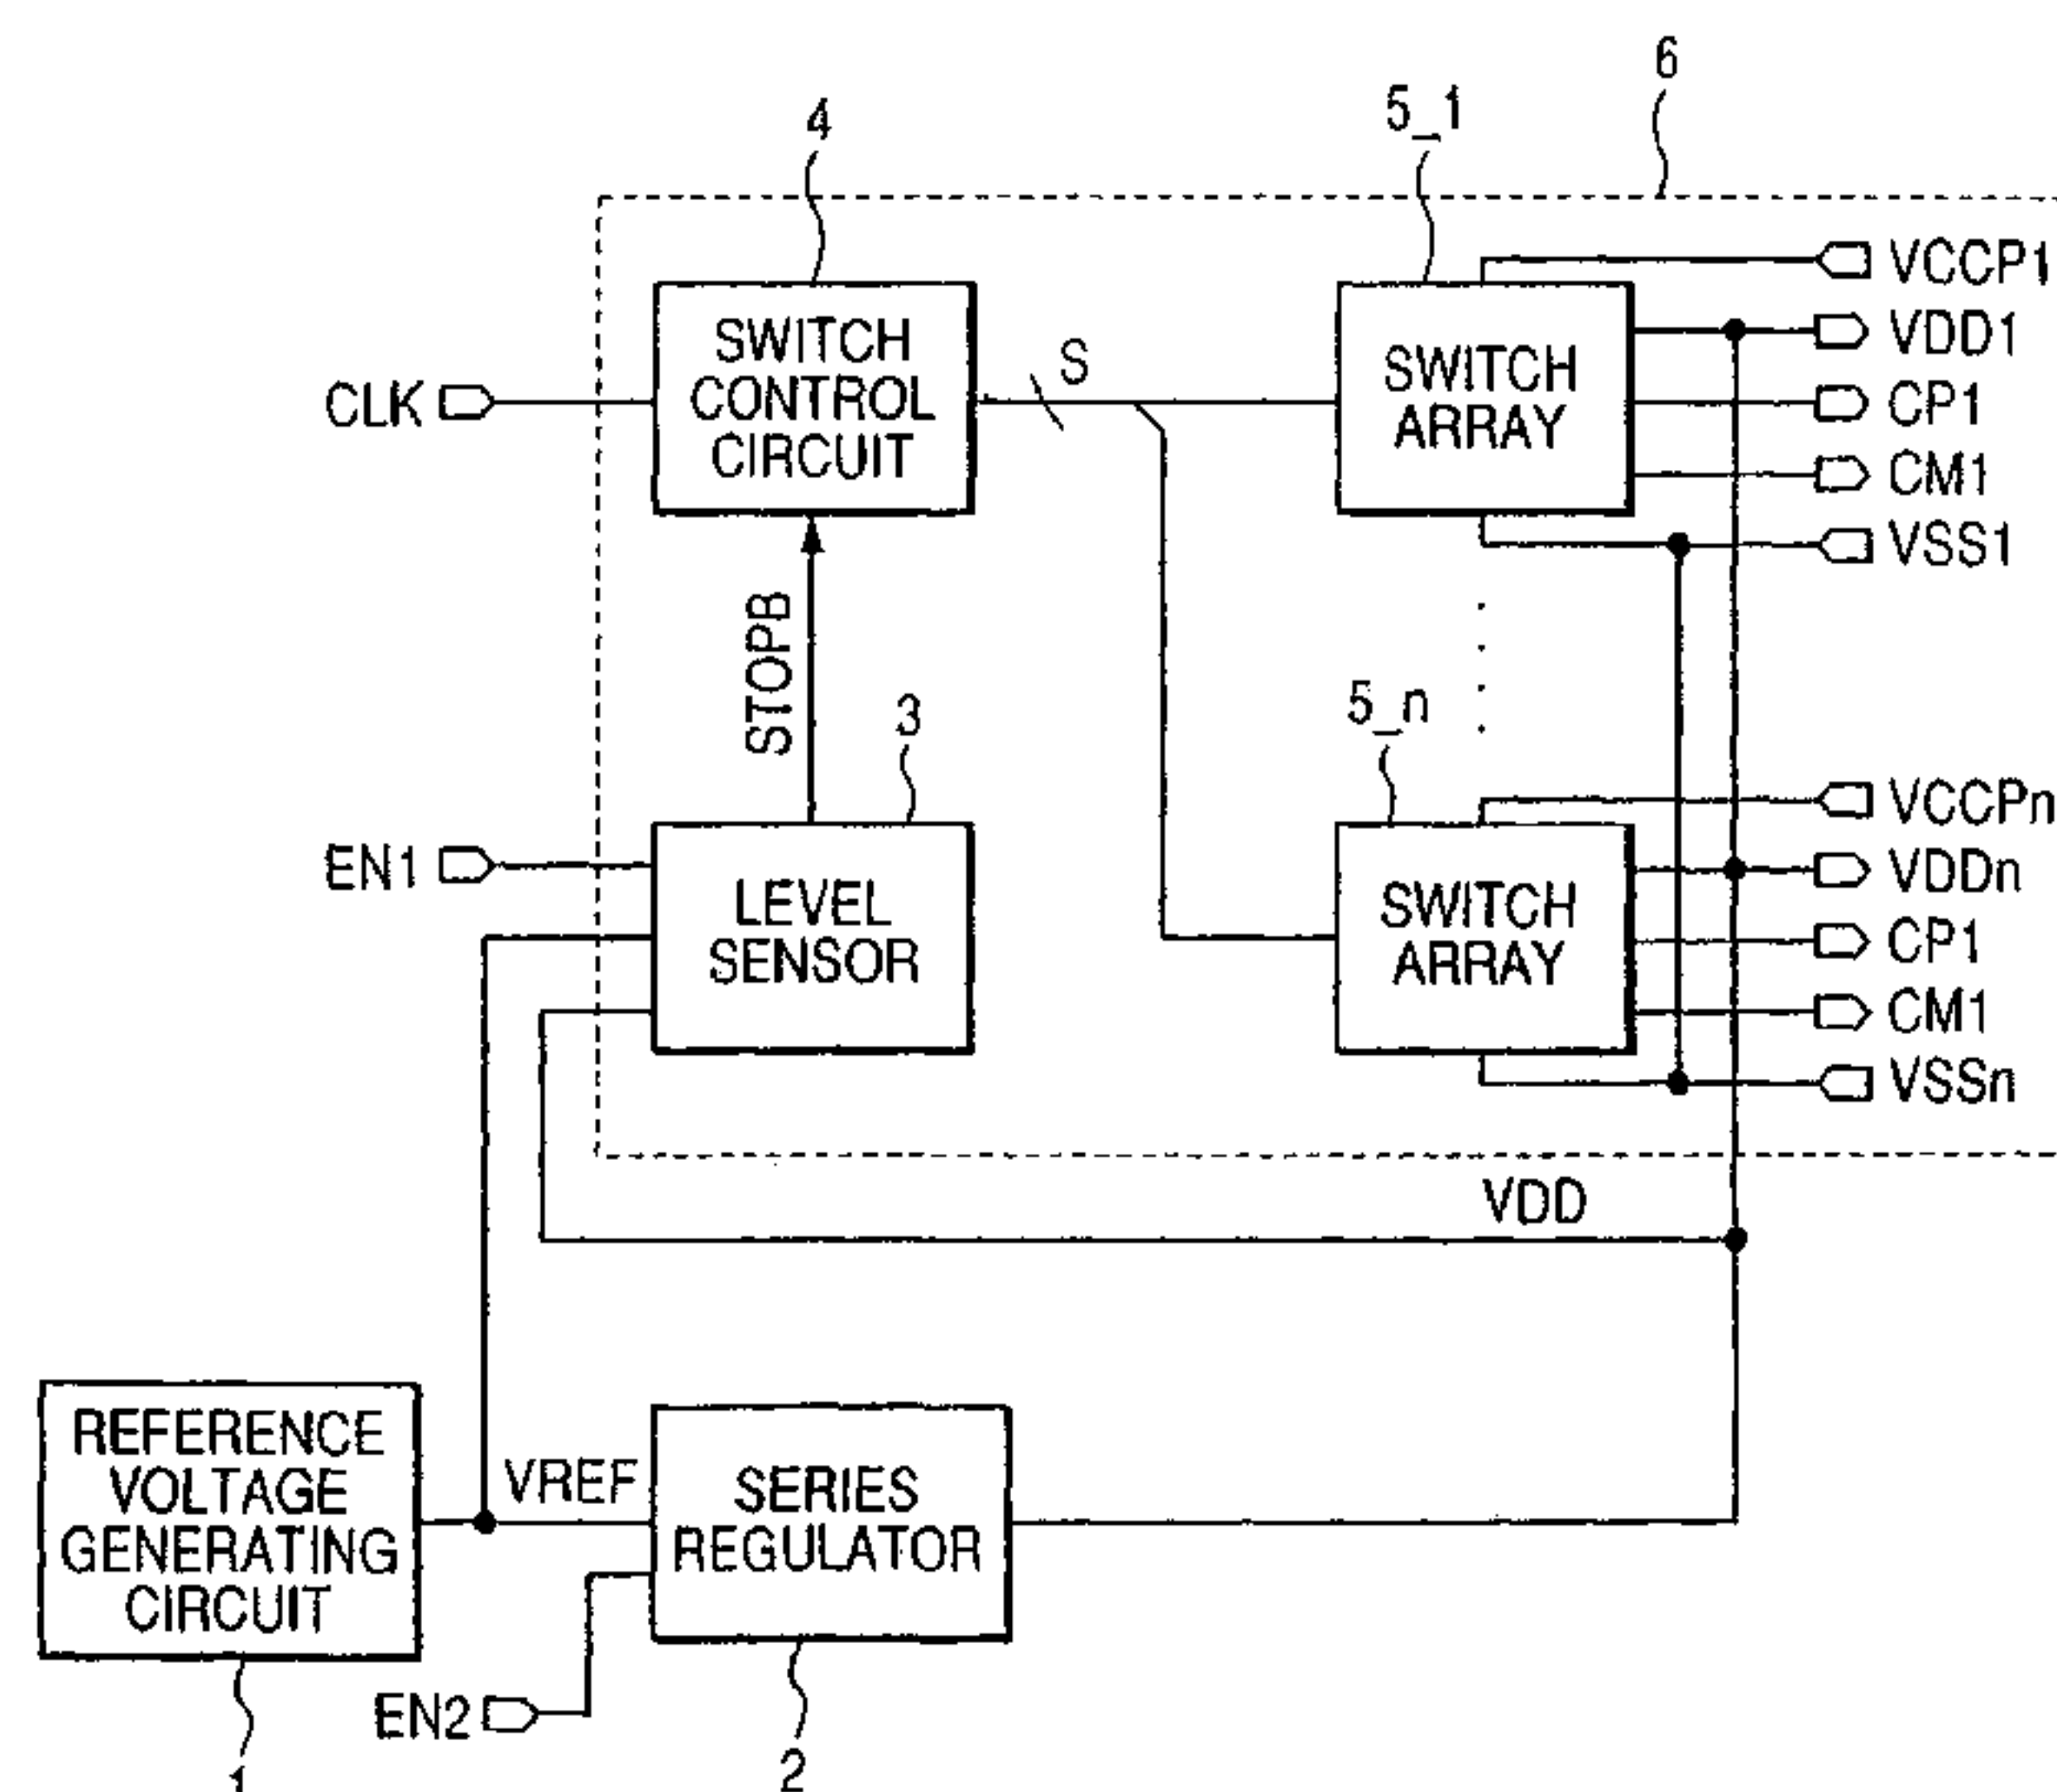 6
5_1
4
VCCP1
SWITCH
CONTROL
CIRCUIT
SWITCH
ARRAY
VDD1
S
CLK
CP1
CM1
VSS1
STOPB
5_n
3
VCCPn
EN1
LEVEL
SENSOR
SWITCH
ARRAY
VDDn
CP1
CM1
VSSn
VDD
REFERENCE
VOLTAGE
GENERATING
CIRCUIT
VREF
SERIES
REGULATOR
EN2
1
2